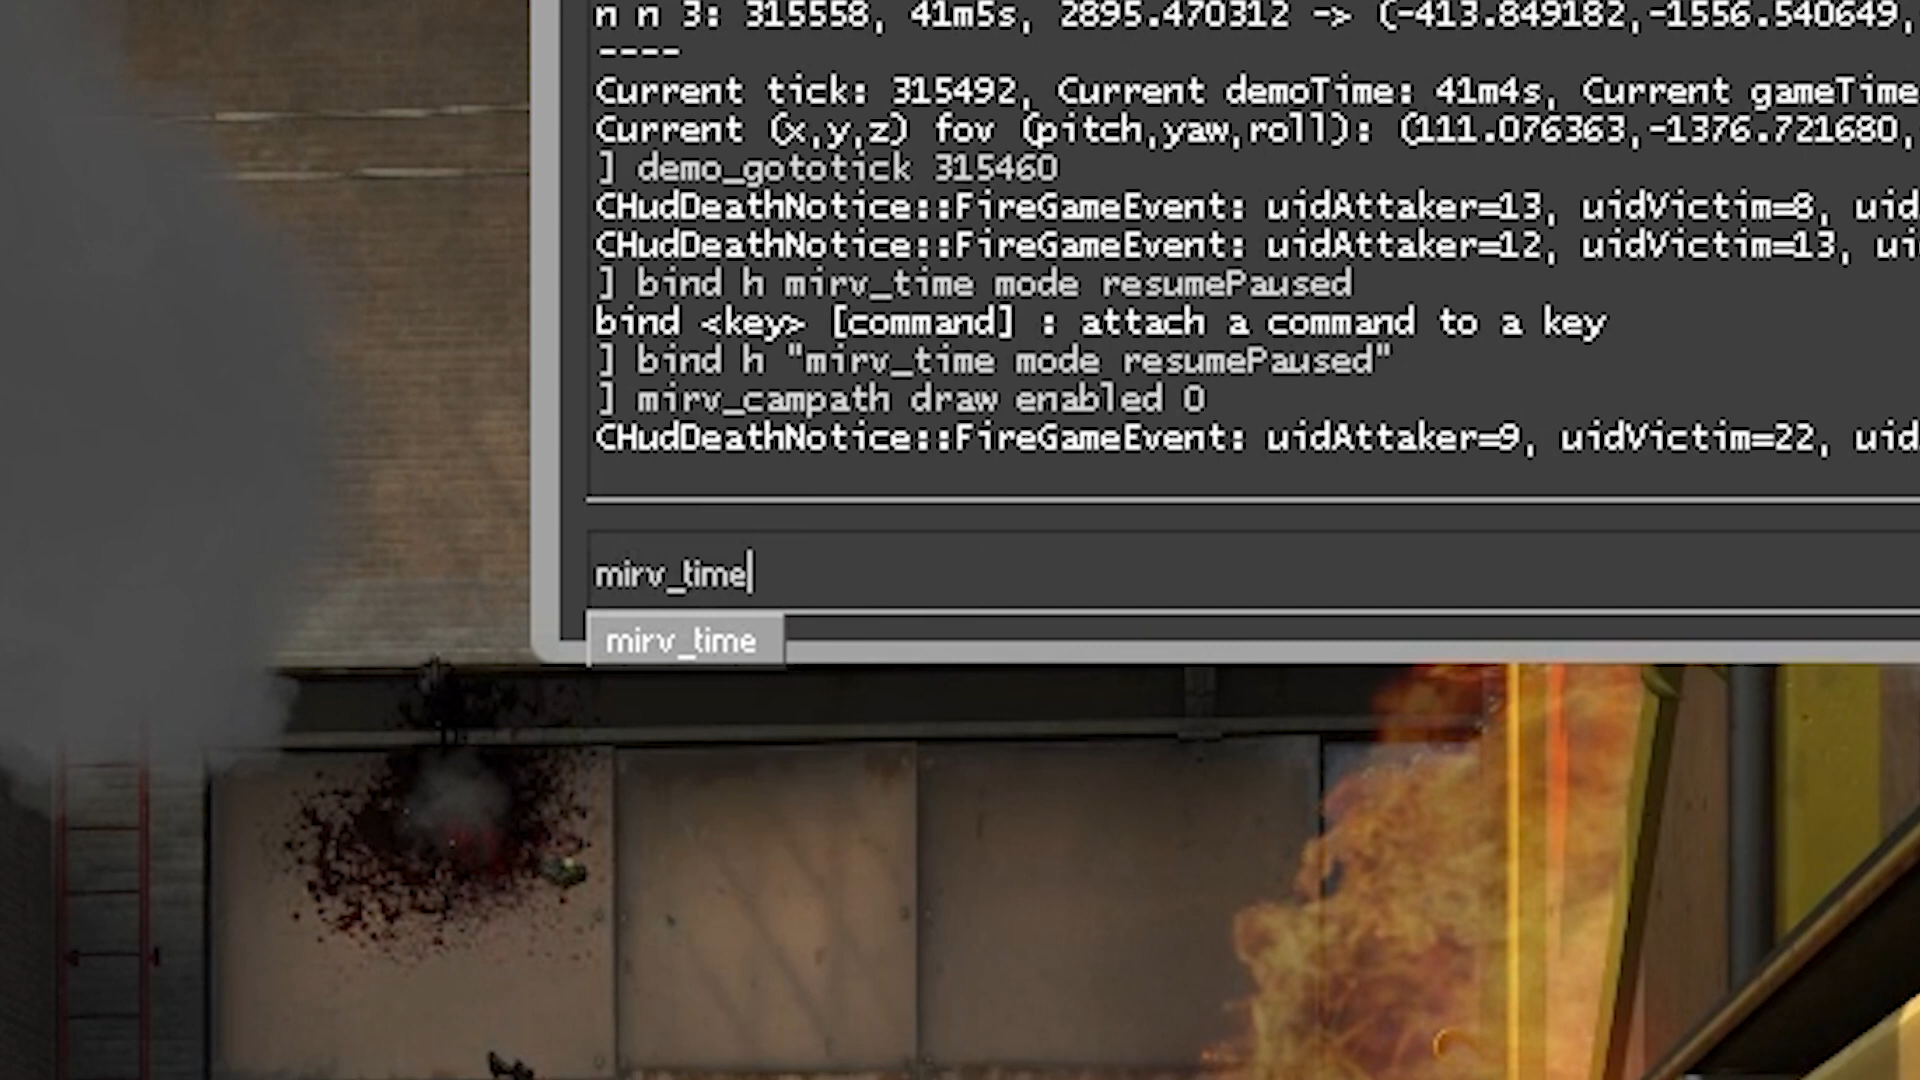 n n 3: 315558, 41m5s, 2895.470312 -> (-413.849182,-1556.540649,
----
Current tick: 315492, Current demoTime: 41m4s, Current gameTime
Current (x,y,z) fov (pitch,yaw,roll): (111.076363,-1376.721680,
] demo_gototick 315460
CHudDeathNotice::FireGameEvent: uidAttaker=13, uidVictim=8, uid
CHudDeathNotice::FireGameEvent: uidAttaker=12, uidVictim=13, ui
] bind h mirv_time mode resumePaused
bind <key> [command] : attach a command to a key
] bind h "mirv_time mode resumePaused"
] mirv_campath draw enabled 0
CHudDeathNotice::FireGameEvent: uidAttaker=9, uidVictim=22, uid
mirv_time
mirv_time